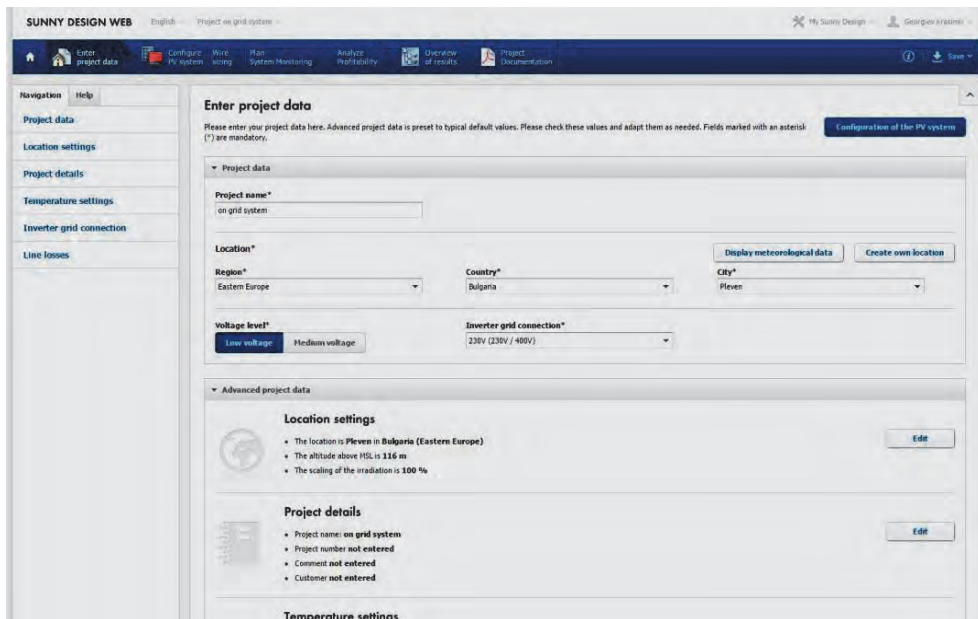 SUNNY DESIGN WEB English Project on grid system My Sunny Design Georgiev Krasimir
Enter project data Configure PV system Wire sizing Plan System Monitoring Analyze Profitability Overview of results Project Documentation Save
Navigation Help
Project data
Location settings
Project details
Temperature settings
Inverter grid connection
Line losses
Enter project data
Please enter your project data here. Advanced project data is preset to typical default values. Please check these values and adapt them as needed. Fields marked with an asterisk
(*) are mandatory.
Configuration of the PV system
Project data
Project name*
on grid system
Location*
Display meteorological data Create own location
Region* Country* City*
Eastern Europe Bulgaria Pleven
Voltage level* Inverter grid connection*
Low voltage Medium voltage 230V (230V / 400V)
Advanced project data
Location settings
Edit
• The location is Pleven in Bulgaria (Eastern Europe)
• The altitude above MSL is 116 m
• The scaling of the irradiation is 100 %
Project details
Edit
• Project name: on grid system
• Project number not entered
• Comment not entered
• Customer not entered
Temperature settings